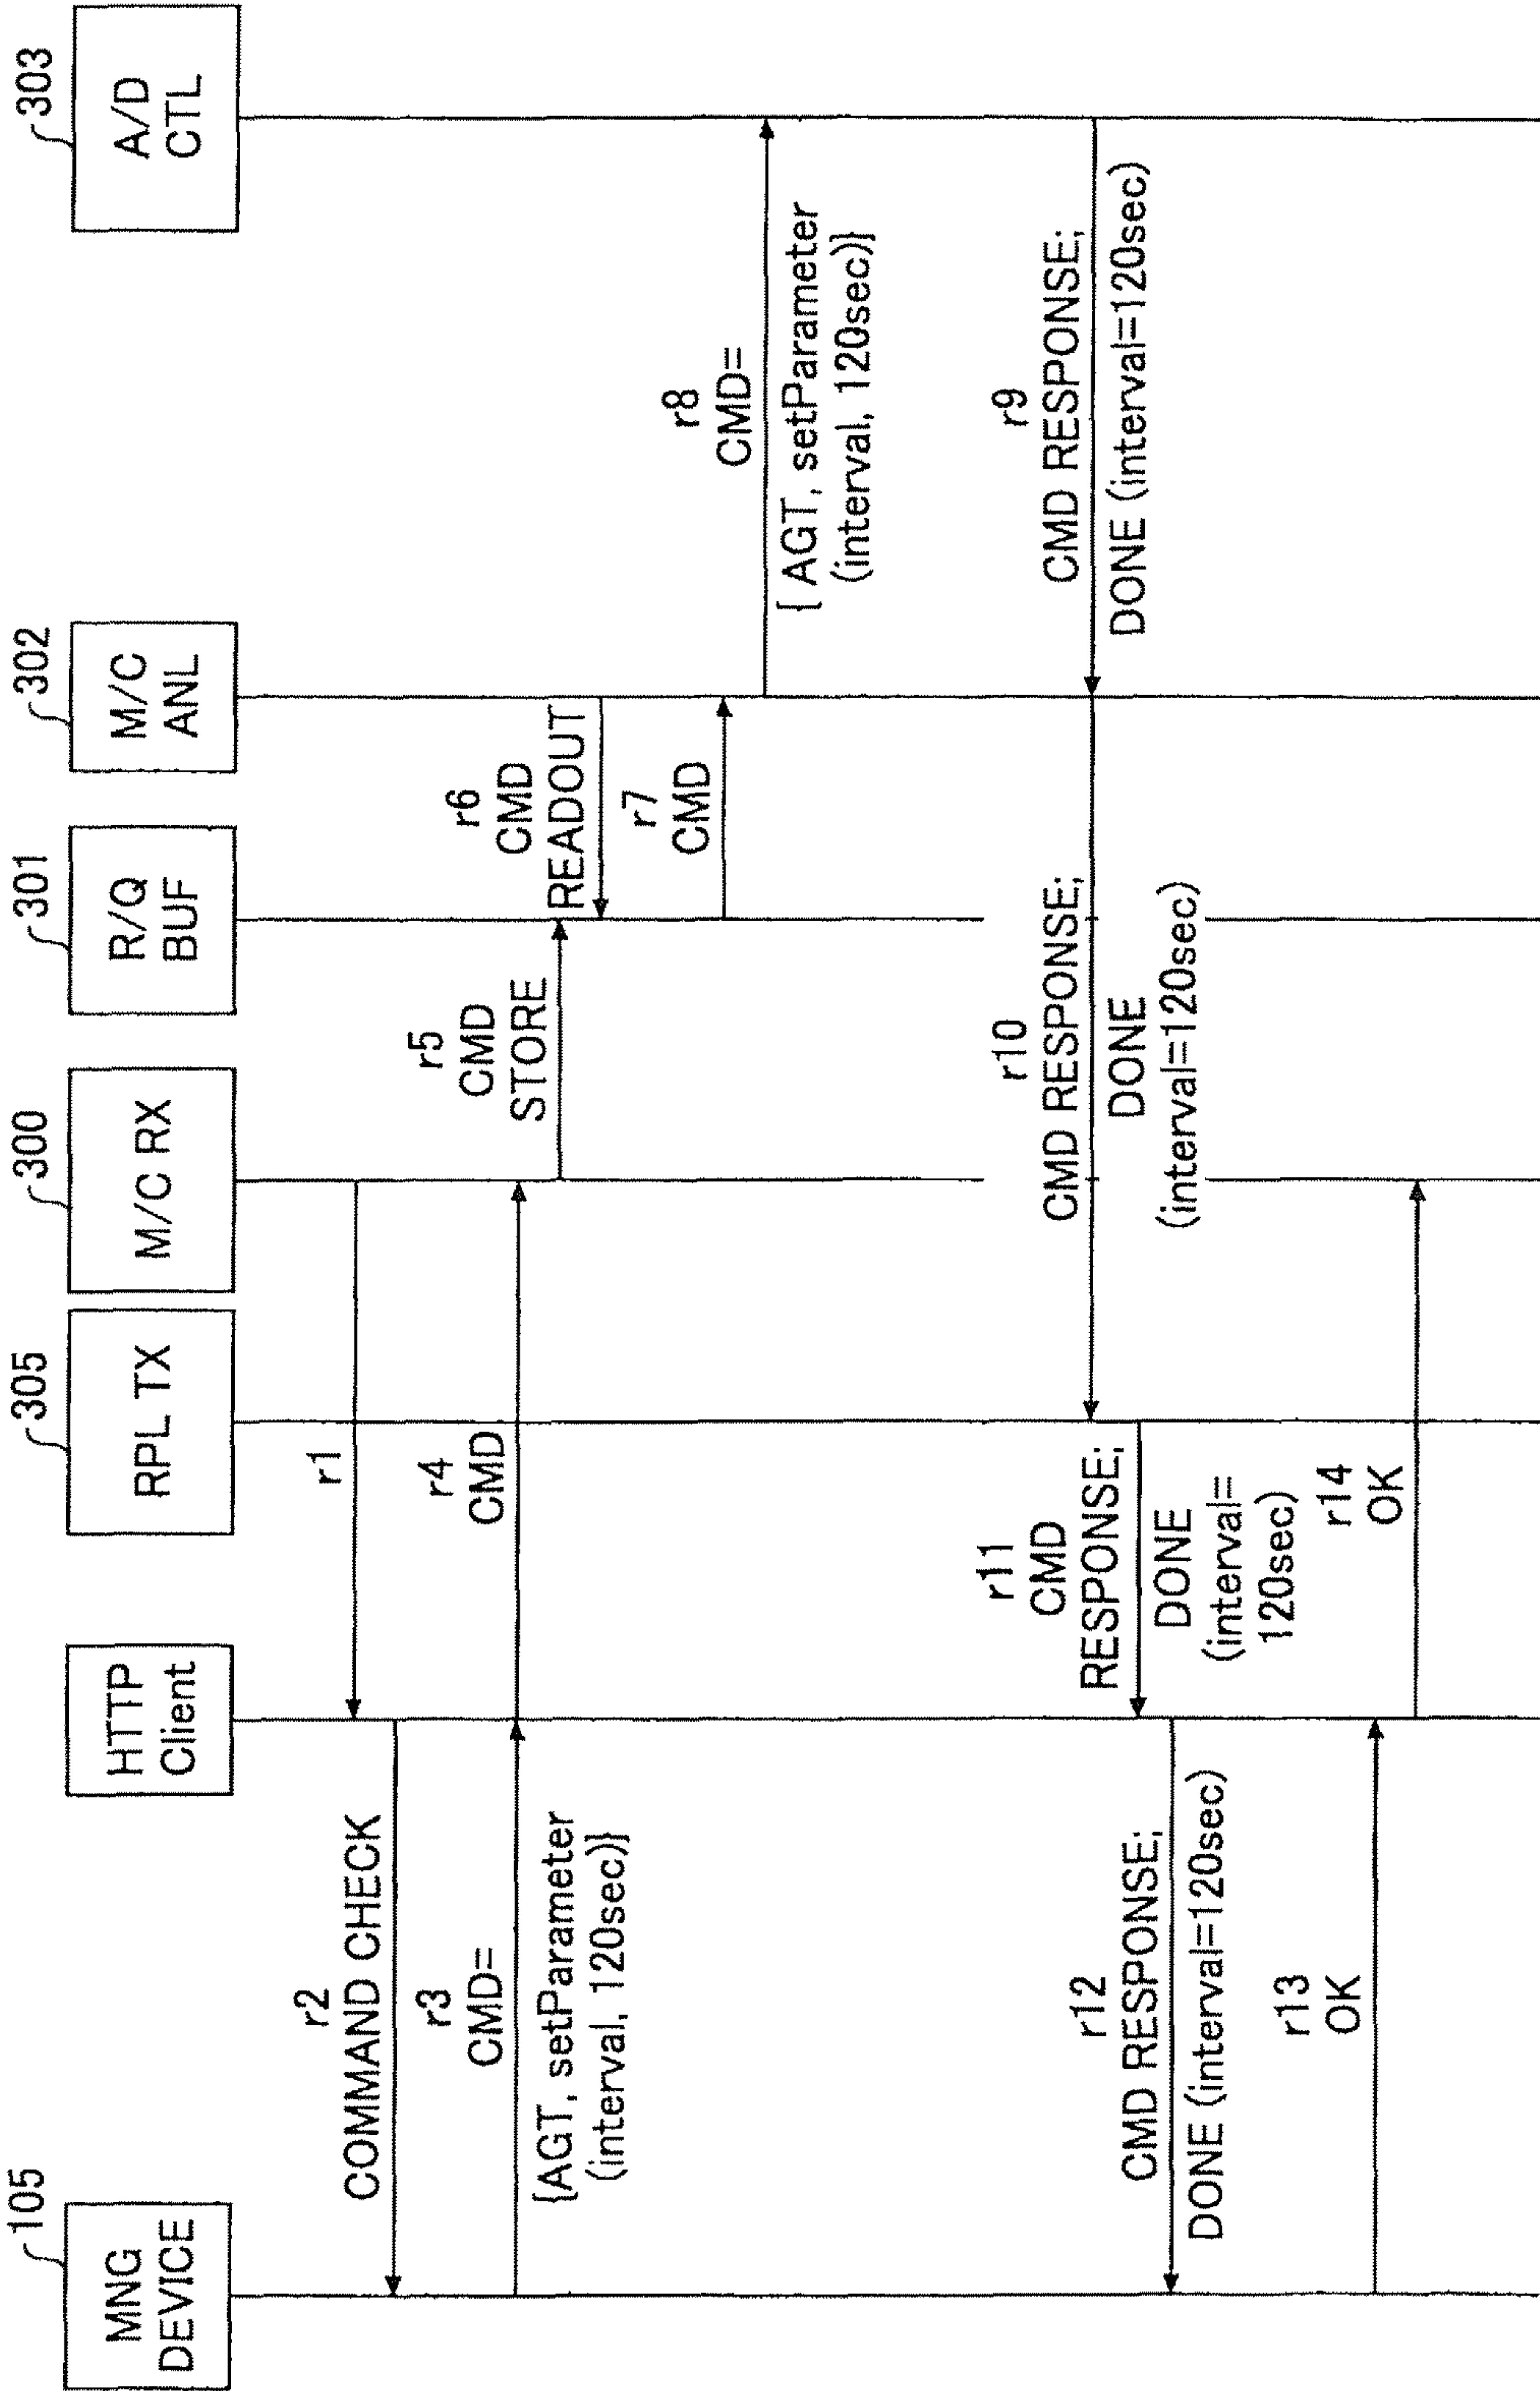 105
MNG
DEVICE
HTTP
Client
305
RPL TX
300
M/C RX
301
R/Q
BUF
302
M/C
ANL
303
A/D
CTL
r1
r2
COMMAND CHECK
r3
CMD=
{AGT, setParameter
(interval, 120sec)}
r4
CMD
r5
CMD
STORE
r6
CMD
READOUT
r7
CMD
r8
CMD=
{ AGT, setParameter
(interval, 120sec)}
r9
CMD RESPONSE;
DONE (interval=120sec)
r10
CMD RESPONSE;
DONE
(interval=120sec)
r11
CMD
RESPONSE;
DONE
(interval=
120sec)
r12
CMD RESPONSE;
DONE (interval=120sec)
r13
OK
r14
OK